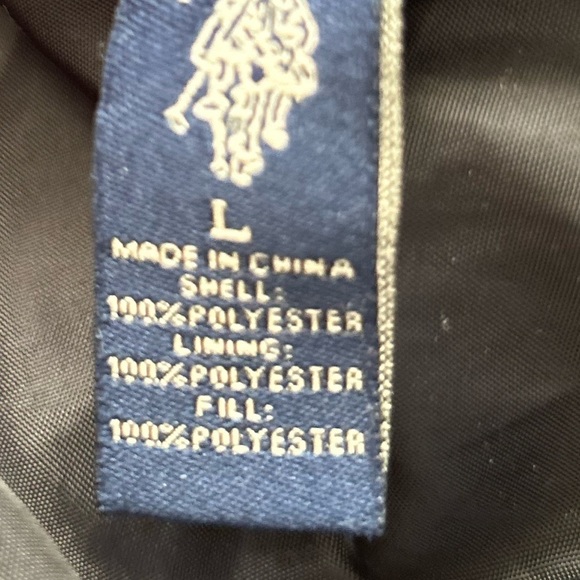 L
MADE IN CHINA
SHELL:
100%POLYESTER
LINING:
100%POLYESTER
FILL:
100%POLYESTER